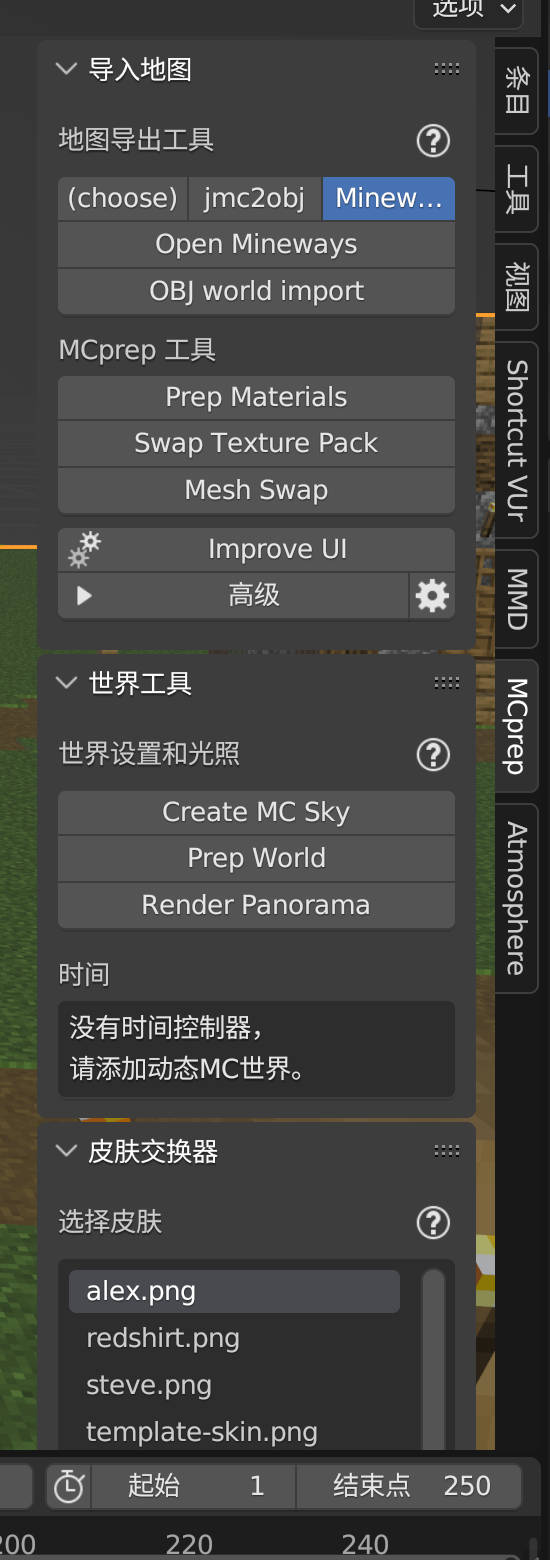 选项
导入地图
条目
地图导出工具
(choose)
jmc2obj
Minew...
工具
Open Mineways
视图
OBJ world import
MCprep 工具
Shortcut VUr
Prep Materials
Swap Texture Pack
Mesh Swap
Improve UI
MMD
高级
世界工具
MCprep
世界设置和光照
Create MC Sky
Prep World
Atmosphere
Render Panorama
时间
没有时间控制器，
请添加动态MC世界。
皮肤交换器
选择皮肤
alex.png
redshirt.png
steve.png
template-skin.png
起始 1
结束点 250
200 220 240